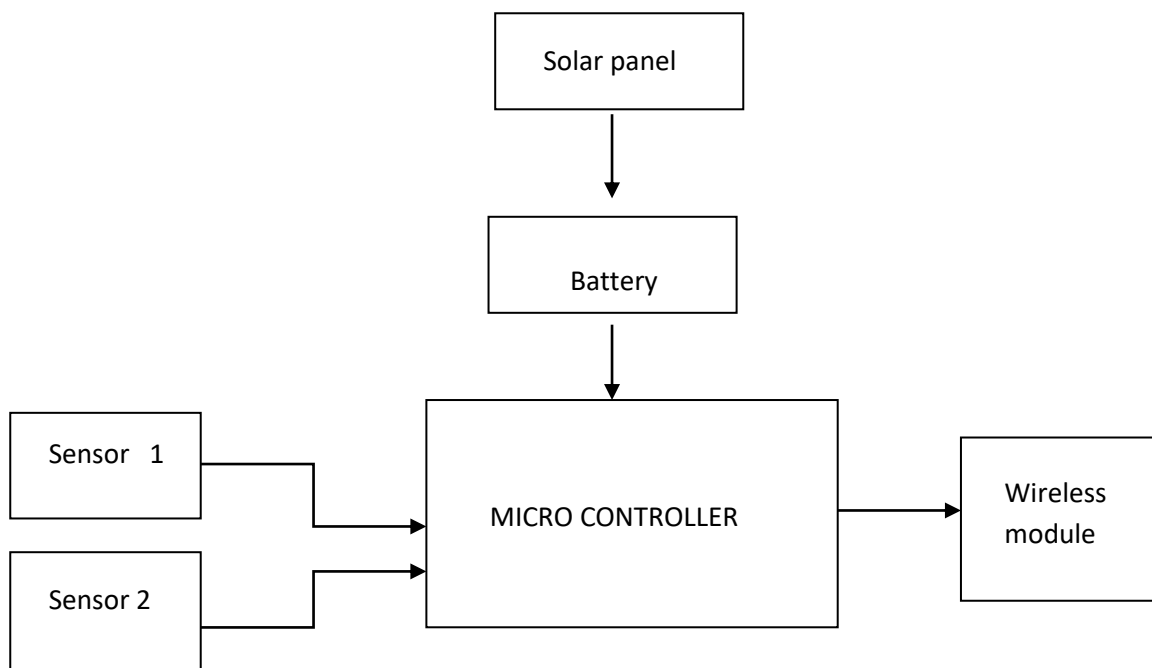 Solar panel
Battery
Sensor 1
MICRO CONTROLLER
Wireless
module
Sensor 2